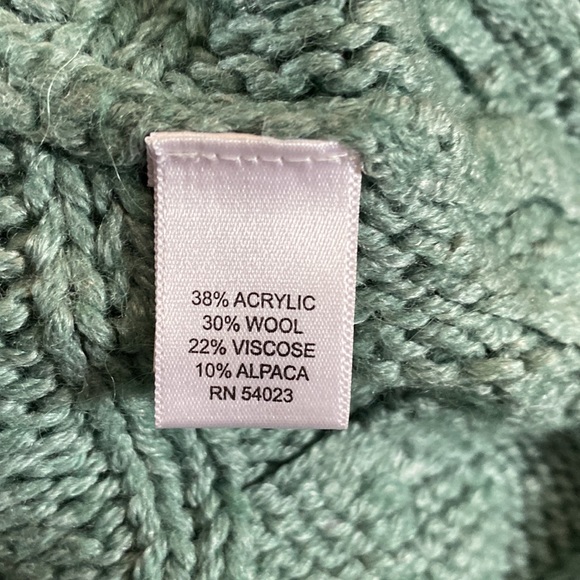 38% ACRYLIC
30% WOOL
22% VISCOSE
10% ALPACA
RN 54023